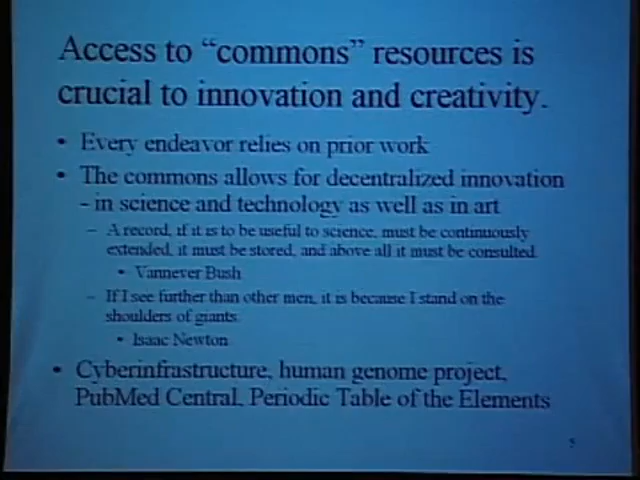 Access to “commons” resources is
crucial to innovation and creativity.
• Every endeavor relies on prior work
• The commons allows for decentralized innovation
– in science and technology as well as in art
– A record, if it is to be useful to science, must be continuously
extended, it must be stored, and above all it must be consulted.
• Vannever Bush
– If I see further than other men, it is because I stand on the
shoulders of giants.
• Isaac Newton
• Cyberinfrastructure, human genome project,
PubMed Central, Periodic Table of the Elements
5